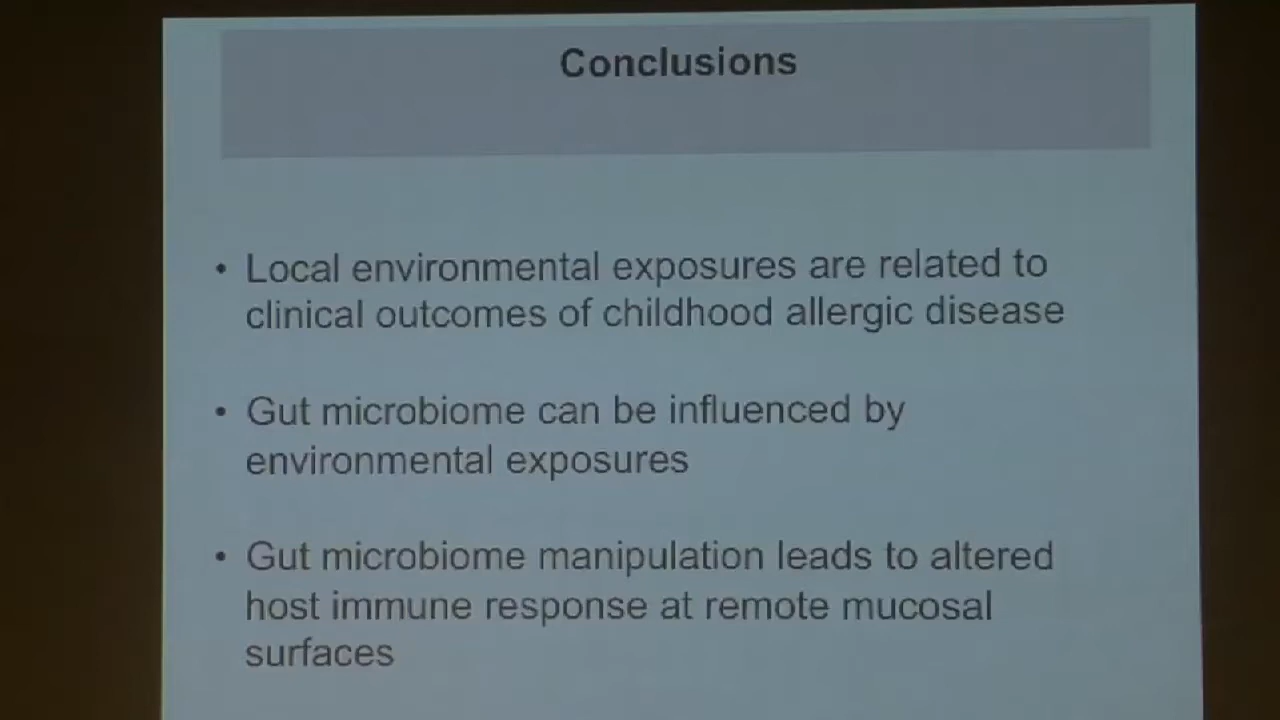 Conclusions
• Local environmental exposures are related to
clinical outcomes of childhood allergic disease
• Gut microbiome can be influenced by
environmental exposures
• Gut microbiome manipulation leads to altered
host immune response at remote mucosal
surfaces